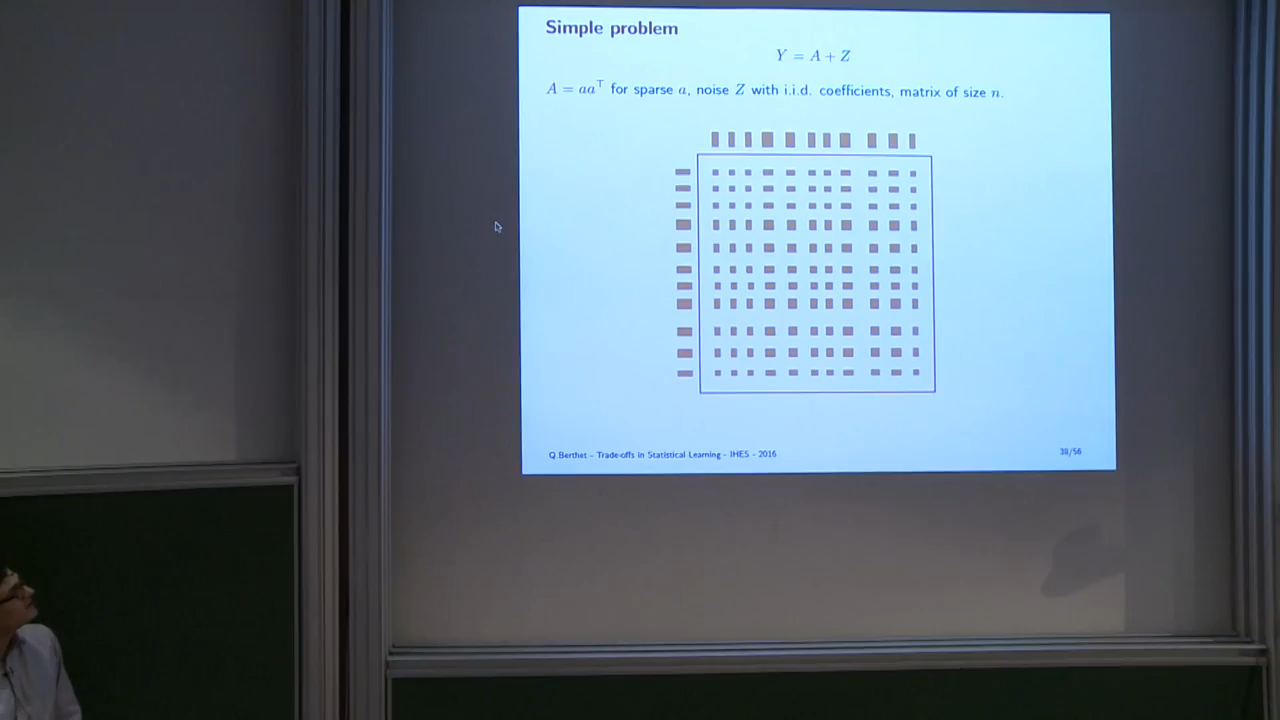 Simple problem
Y = A + Z
A = aa⊤ for sparse a, noise Z with i.i.d. coefficients, matrix of size n.
Q.Berthet - Trade-offs in Statistical Learning - IHES - 2016
39/56